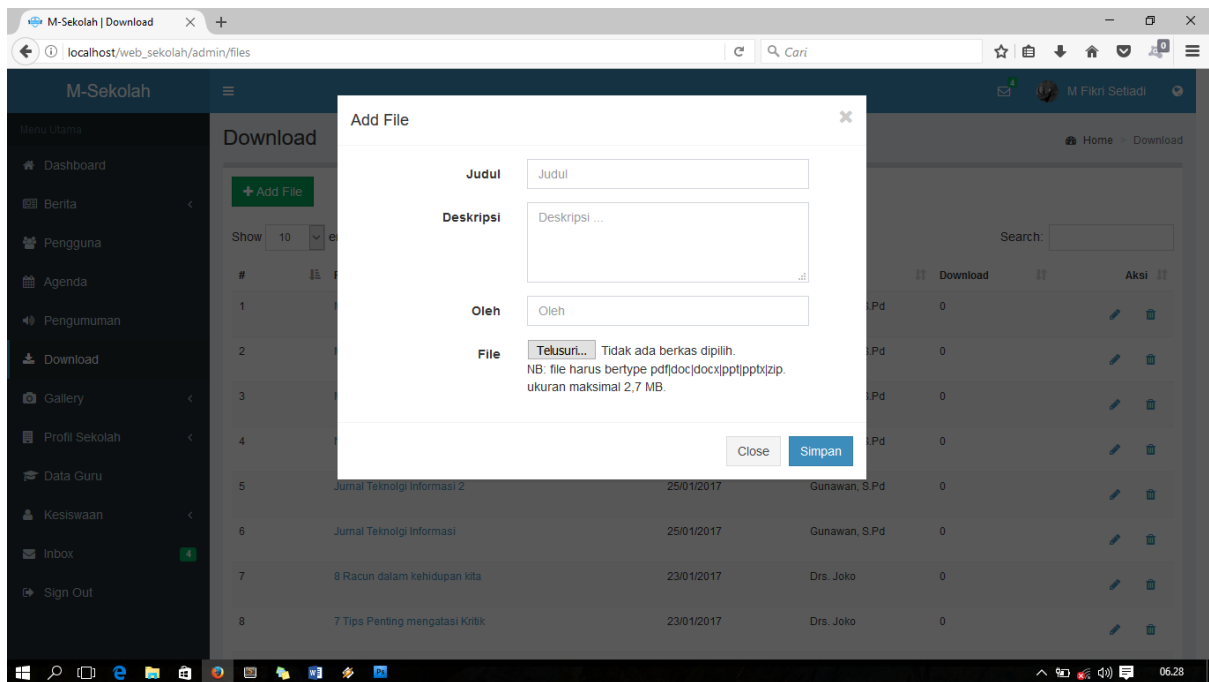 M-Sekolah | Download
localhost/web_sekolah/admin/files
Cari
0
M-Sekolah
4
M Fikri Setiadi
Menu Utama
Download
Home > Download
Dashboard
Berita
Pengguna
Agenda
Pengumuman
Download
Gallery
Profil Sekolah
Data Guru
Kesiswaan
Inbox 4
Sign Out
+ Add File
Show 10
Search:
# Download Aksi
1 S.Pd 0
2 S.Pd 0
3 S.Pd 0
4 S.Pd 0
5 Jurnal Teknolgi Informasi 2 25/01/2017 Gunawan, S.Pd 0
6 Jurnal Teknolgi Informasi 25/01/2017 Gunawan, S.Pd 0
7 8 Racun dalam kehidupan kita 23/01/2017 Drs. Joko 0
8 7 Tips Penting mengatasi Kritik 23/01/2017 Drs. Joko 0
Add File
Judul Judul
Deskripsi Deskripsi ...
Oleh Oleh
File Telusuri... Tidak ada berkas dipilih.
NB: file harus bertype pdf|doc|docx|ppt|pptx|zip.
ukuran maksimal 2,7 MB.
Close Simpan
06.28